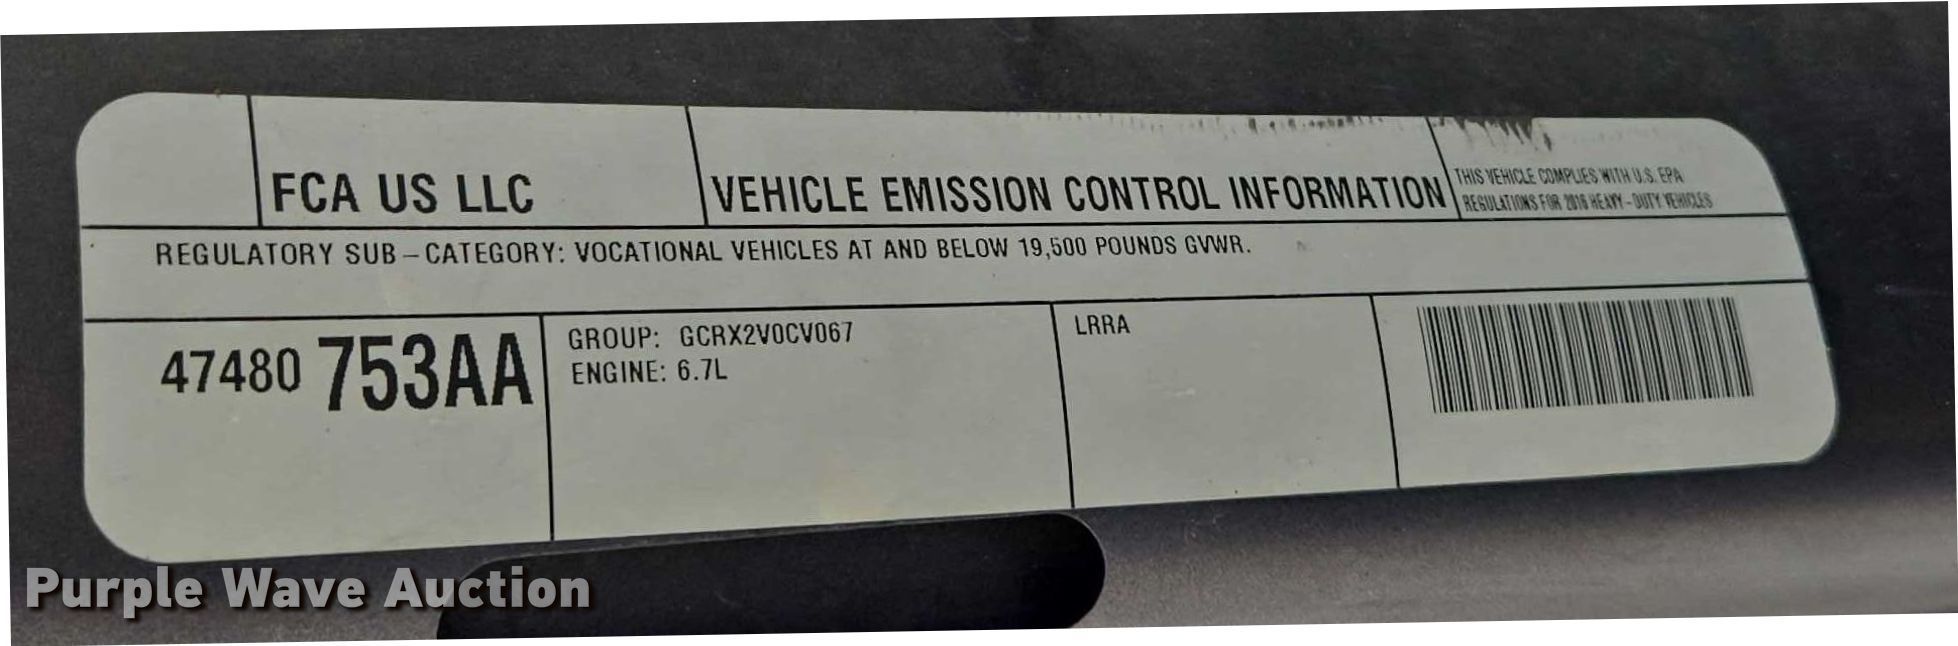 FCA US LLC
VEHICLE EMISSION CONTROL INFORMATION
THIS VEHICLE COMPLIES WITH U.S. EPA
REGULATIONS FOR 2016 HEAVY-DUTY VEHICLES
REGULATORY SUB-CATEGORY: VOCATIONAL VEHICLES AT AND BELOW 19,500 POUNDS GVWR.
47480 753AA
GROUP: GCRX2V0CV067
ENGINE: 6.7L
LRRA
Purple Wave Auction